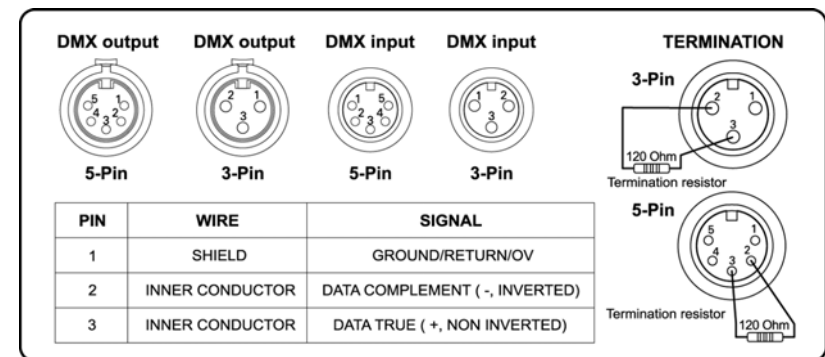 DMX output DMX output DMX input DMX input
5 1 4 2 3
2 1 3
1 5 2 4 3
1 2 3
5-Pin 3-Pin 5-Pin 3-Pin
PIN WIRE SIGNAL
1 SHIELD GROUND/RETURN/OV
2 INNER CONDUCTOR DATA COMPLEMENT ( -, INVERTED)
3 INNER CONDUCTOR DATA TRUE ( +, NON INVERTED)
TERMINATION
3-Pin
2 1
3
120 Ohm
Termination resistor
5-Pin
5 1
4 2
3
Termination resistor
120 Ohm